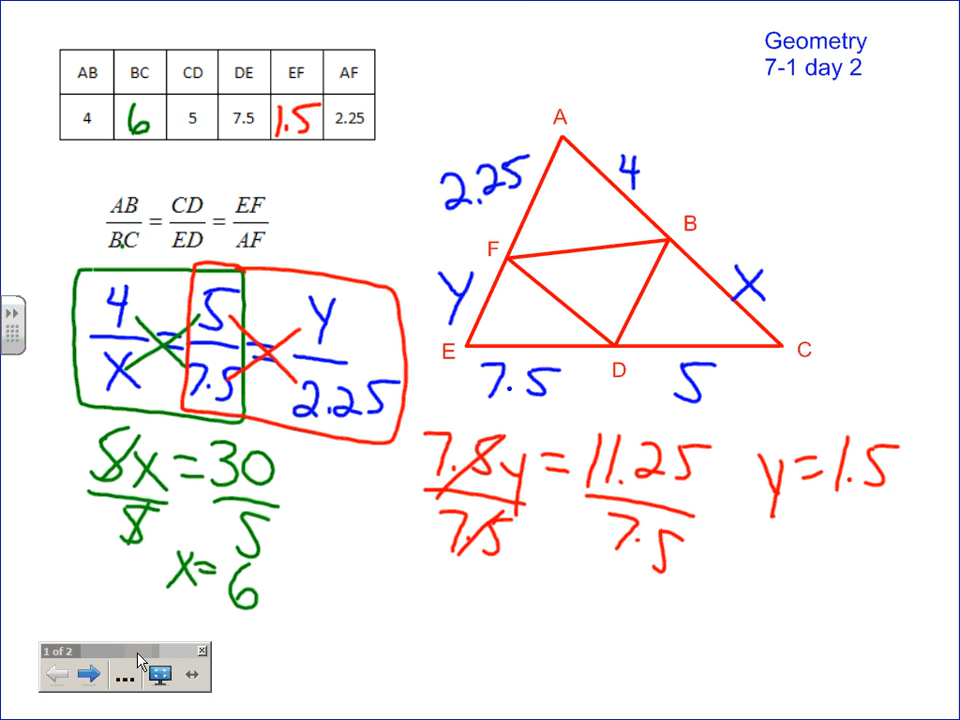 Geometry
7-1 day 2
AB BC CD DE EF AF
4 6 5 7.5 1.5 2.25
AB/BC = CD/ED = EF/AF
4/x = 5/7.5 = y/2.25
8x = 30
8 5
x = 6
A
2.25 4
F B
y x
E D C
7.5 5
7.5y = 11.25 y = 1.5
7.5 7.5
1 of 2